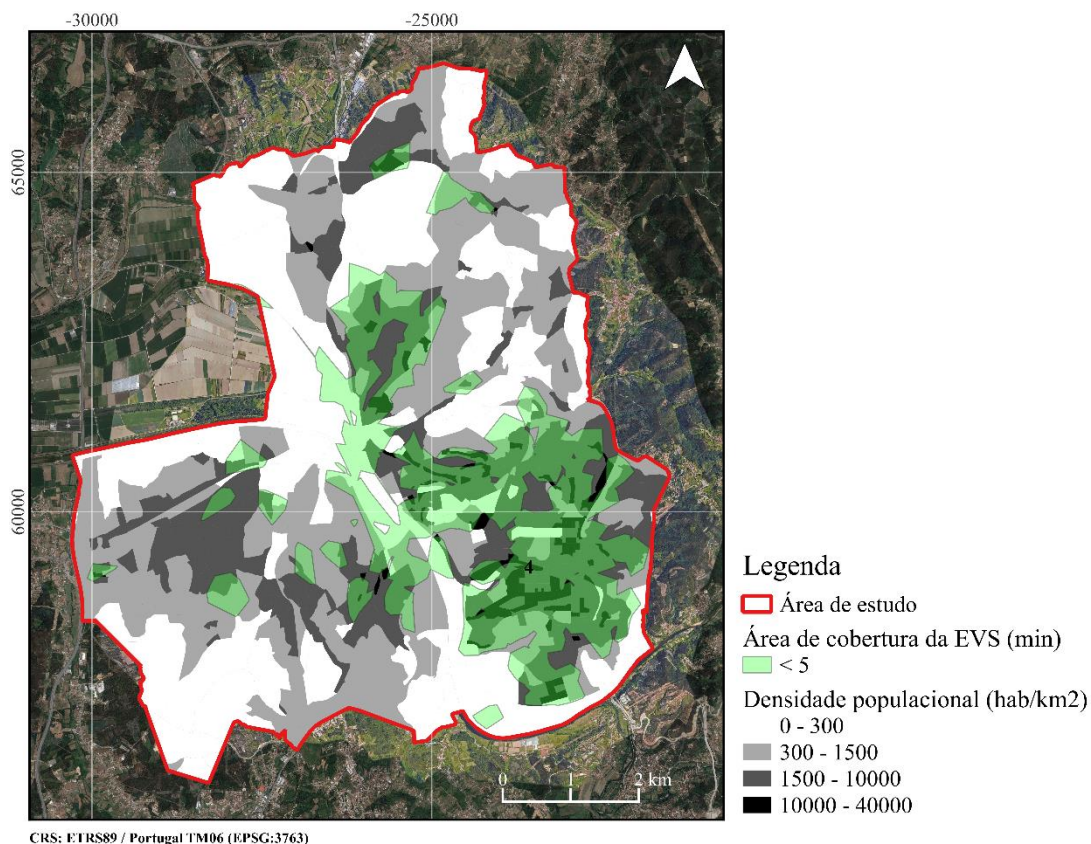 -30000
-25000
65000
60000
4
0 1 2 km
CRS: ETRS89 / Portugal TM06 (EPSG:3763)
Legenda
Área de estudo
Área de cobertura da EVS (min)
< 5
Densidade populacional (hab/km2)
0 - 300
300 - 1500
1500 - 10000
10000 - 40000